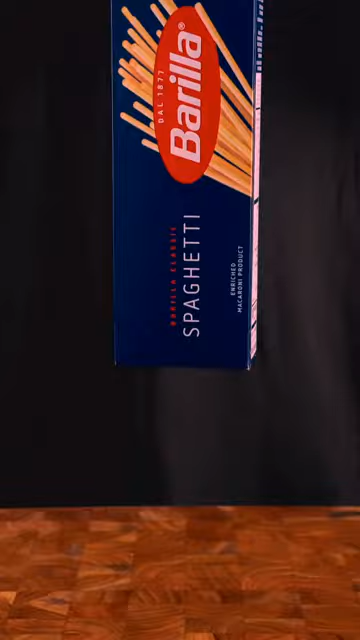 DAL 1877
Barilla®
BARILLA CLASSIC
SPAGHETTI
ENRICHED
MACARONI PRODUCT